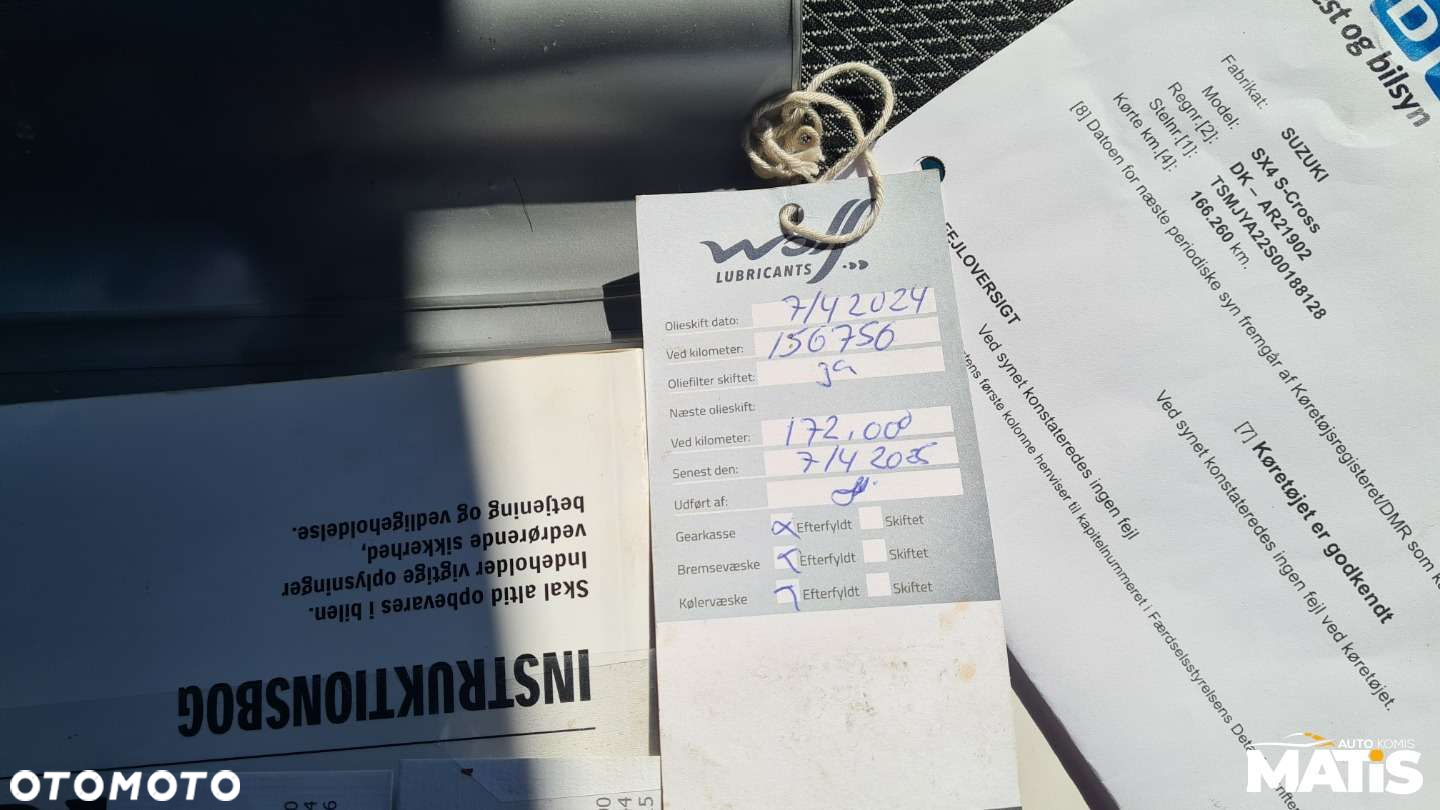 Wolf
LUBRICANTS
Olieskift dato: 7/4 2024
Ved kilometer: 156756
Oliefilter skiftet: ja
Næste olieskift:
Ved kilometer: 172,000
Senest den: 7/4 2025
Udført af:
Gearkasse Efterfyldt Skiftet
Bremsevæske Efterfyldt Skiftet
Kølervæske Efterfyldt Skiftet
INSTRUKTIONSBOG
Skal altid opbevares i bilen.
Indeholder vigtige oplysninger
vedrørende sikkerhed,
betjening og vedligeholdelse.
og bilsyn
Fabrikat: SUZUKI
Model: SX4 S-Cross
Regnr.[2]: DK – AR21902
Stelnr.[1]: TSMJYA22S00188128
Kørte km.[4]: 166.260 km.
[8] Datoen for næste periodiske syn fremgår af Køretøjsregisteret/DMR som
[7] Køretøjet er godkendt
Ved synet konstateredes ingen fejl ved køretøjet.
FEJLOVERSIGT
Ved synet konstateredes ingen fejl
første kolonne henviser til kapitelnummeret i Færdselsstyrelsens
OTOMOTO
AUTO KOMIS
MATIS